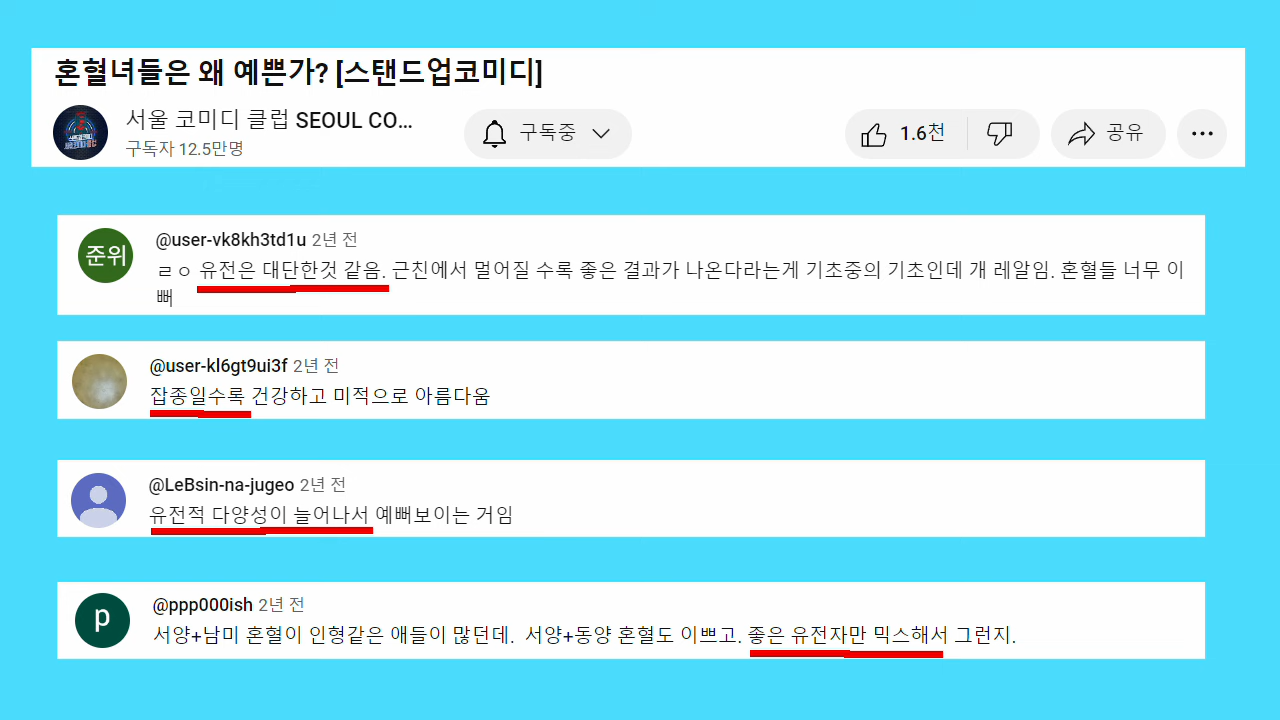 혼혈녀들은 왜 예쁜가? [스탠드업코미디]
서울 코미디 클럽 SEOUL CO...
구독자 12.5만명
구독중
1.6천
공유
준위
@user-vk8kh3td1u 2년 전
ㄹㅇ 유전은 대단한것 같음. 근친에서 멀어질 수록 좋은 결과가 나온다라는게 기초중의 기초인데 개 레알임. 혼혈들 너무 이
뻐
@user-kl6gt9ui3f 2년 전
잡종일수록 건강하고 미적으로 아름다움
@LeBsin-na-jugeo 2년 전
유전적 다양성이 늘어나서 예뻐보이는 거임
p
@ppp000ish 2년 전
서양+남미 혼혈이 인형같은 애들이 많던데. 서양+동양 혼혈도 이쁘고. 좋은 유전자만 믹스해서 그런지.